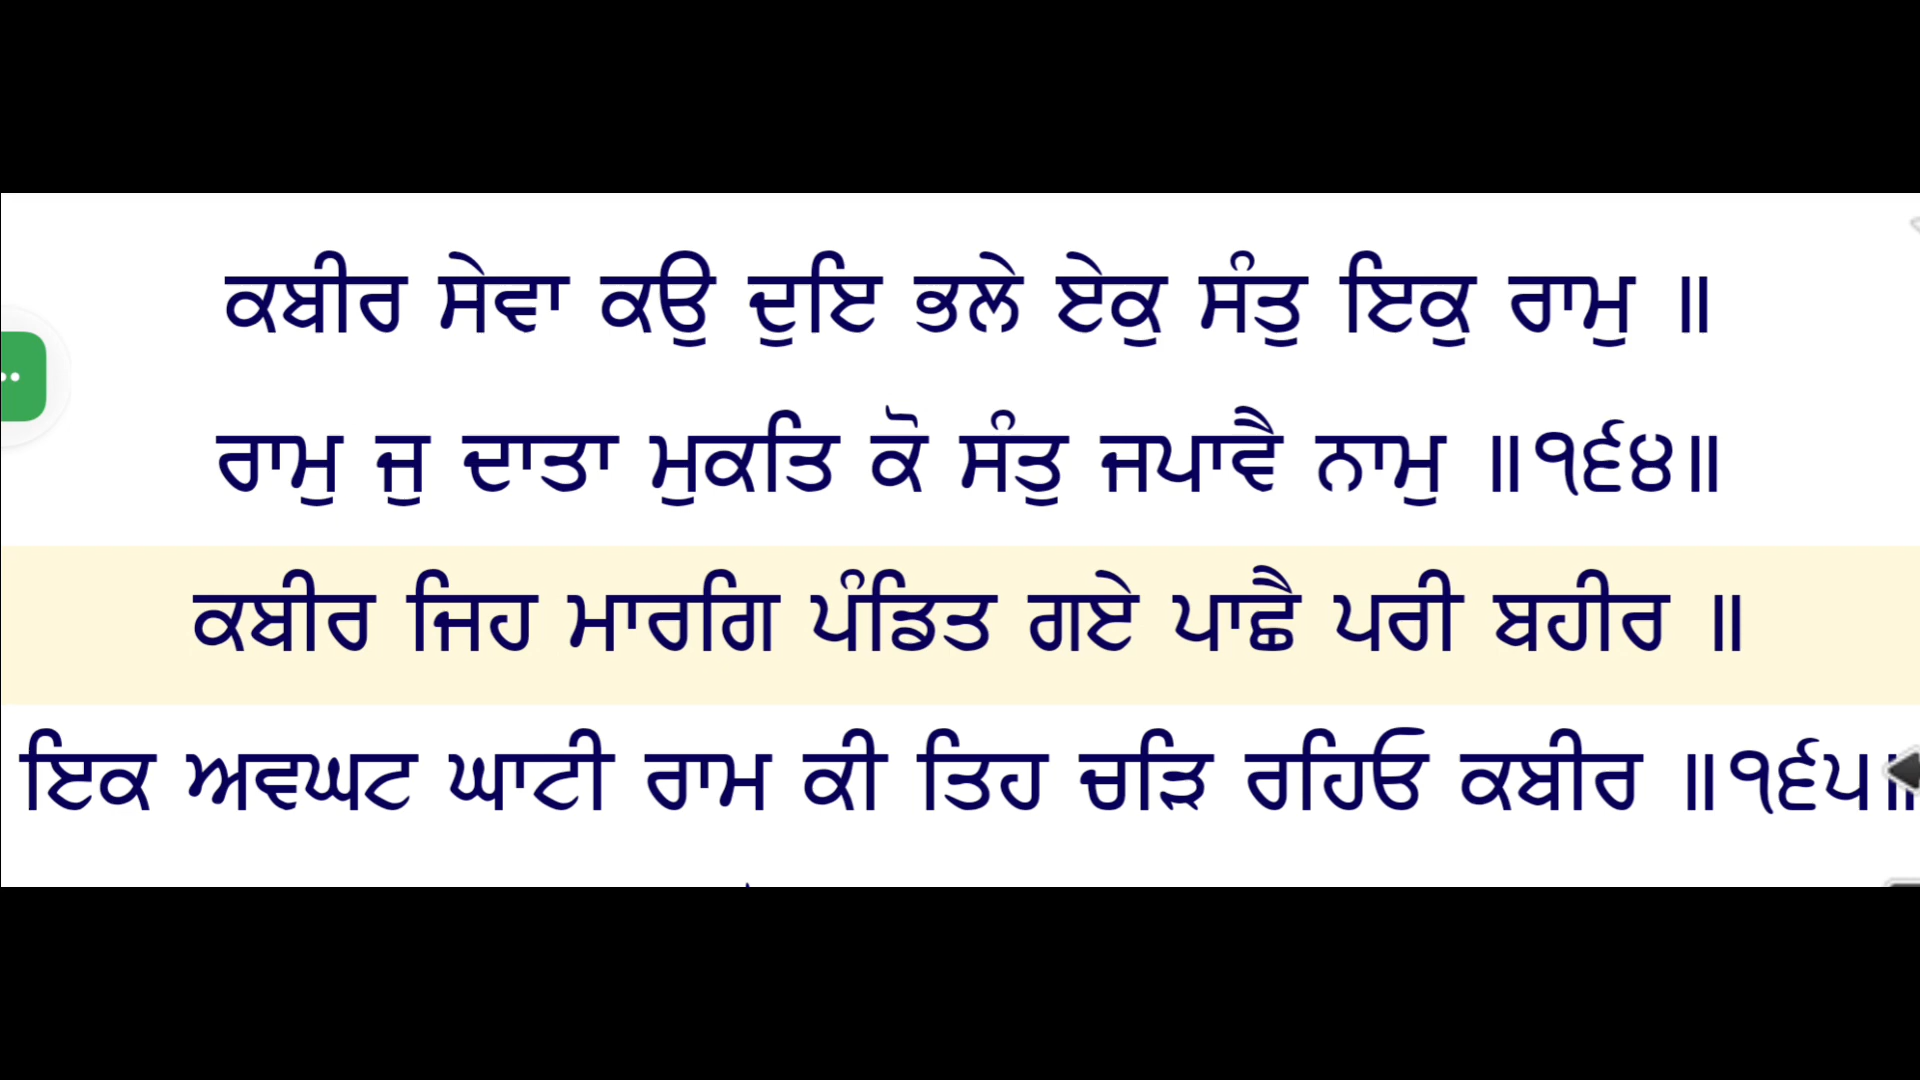 ਕਬੀਰ ਸੇਵਾ ਕਉ ਦੁਇ ਭਲੇ ਏਕੁ ਸੰਤੁ ਇਕੁ ਰਾਮੁ ॥
ਰਾਮੁ ਜੁ ਦਾਤਾ ਮੁਕਤਿ ਕੋ ਸੰਤੁ ਜਪਾਵੈ ਨਾਮੁ ॥੧੬੪॥
ਕਬੀਰ ਜਿਹ ਮਾਰਗਿ ਪੰਡਿਤ ਗਏ ਪਾਛੈ ਪਰੀ ਬਹੀਰ ॥
ਇਕ ਅਵਘਟ ਘਾਟੀ ਰਾਮ ਕੀ ਤਿਹ ਚੜਿ ਰਹਿਓ ਕਬੀਰ ॥੧੬੫॥